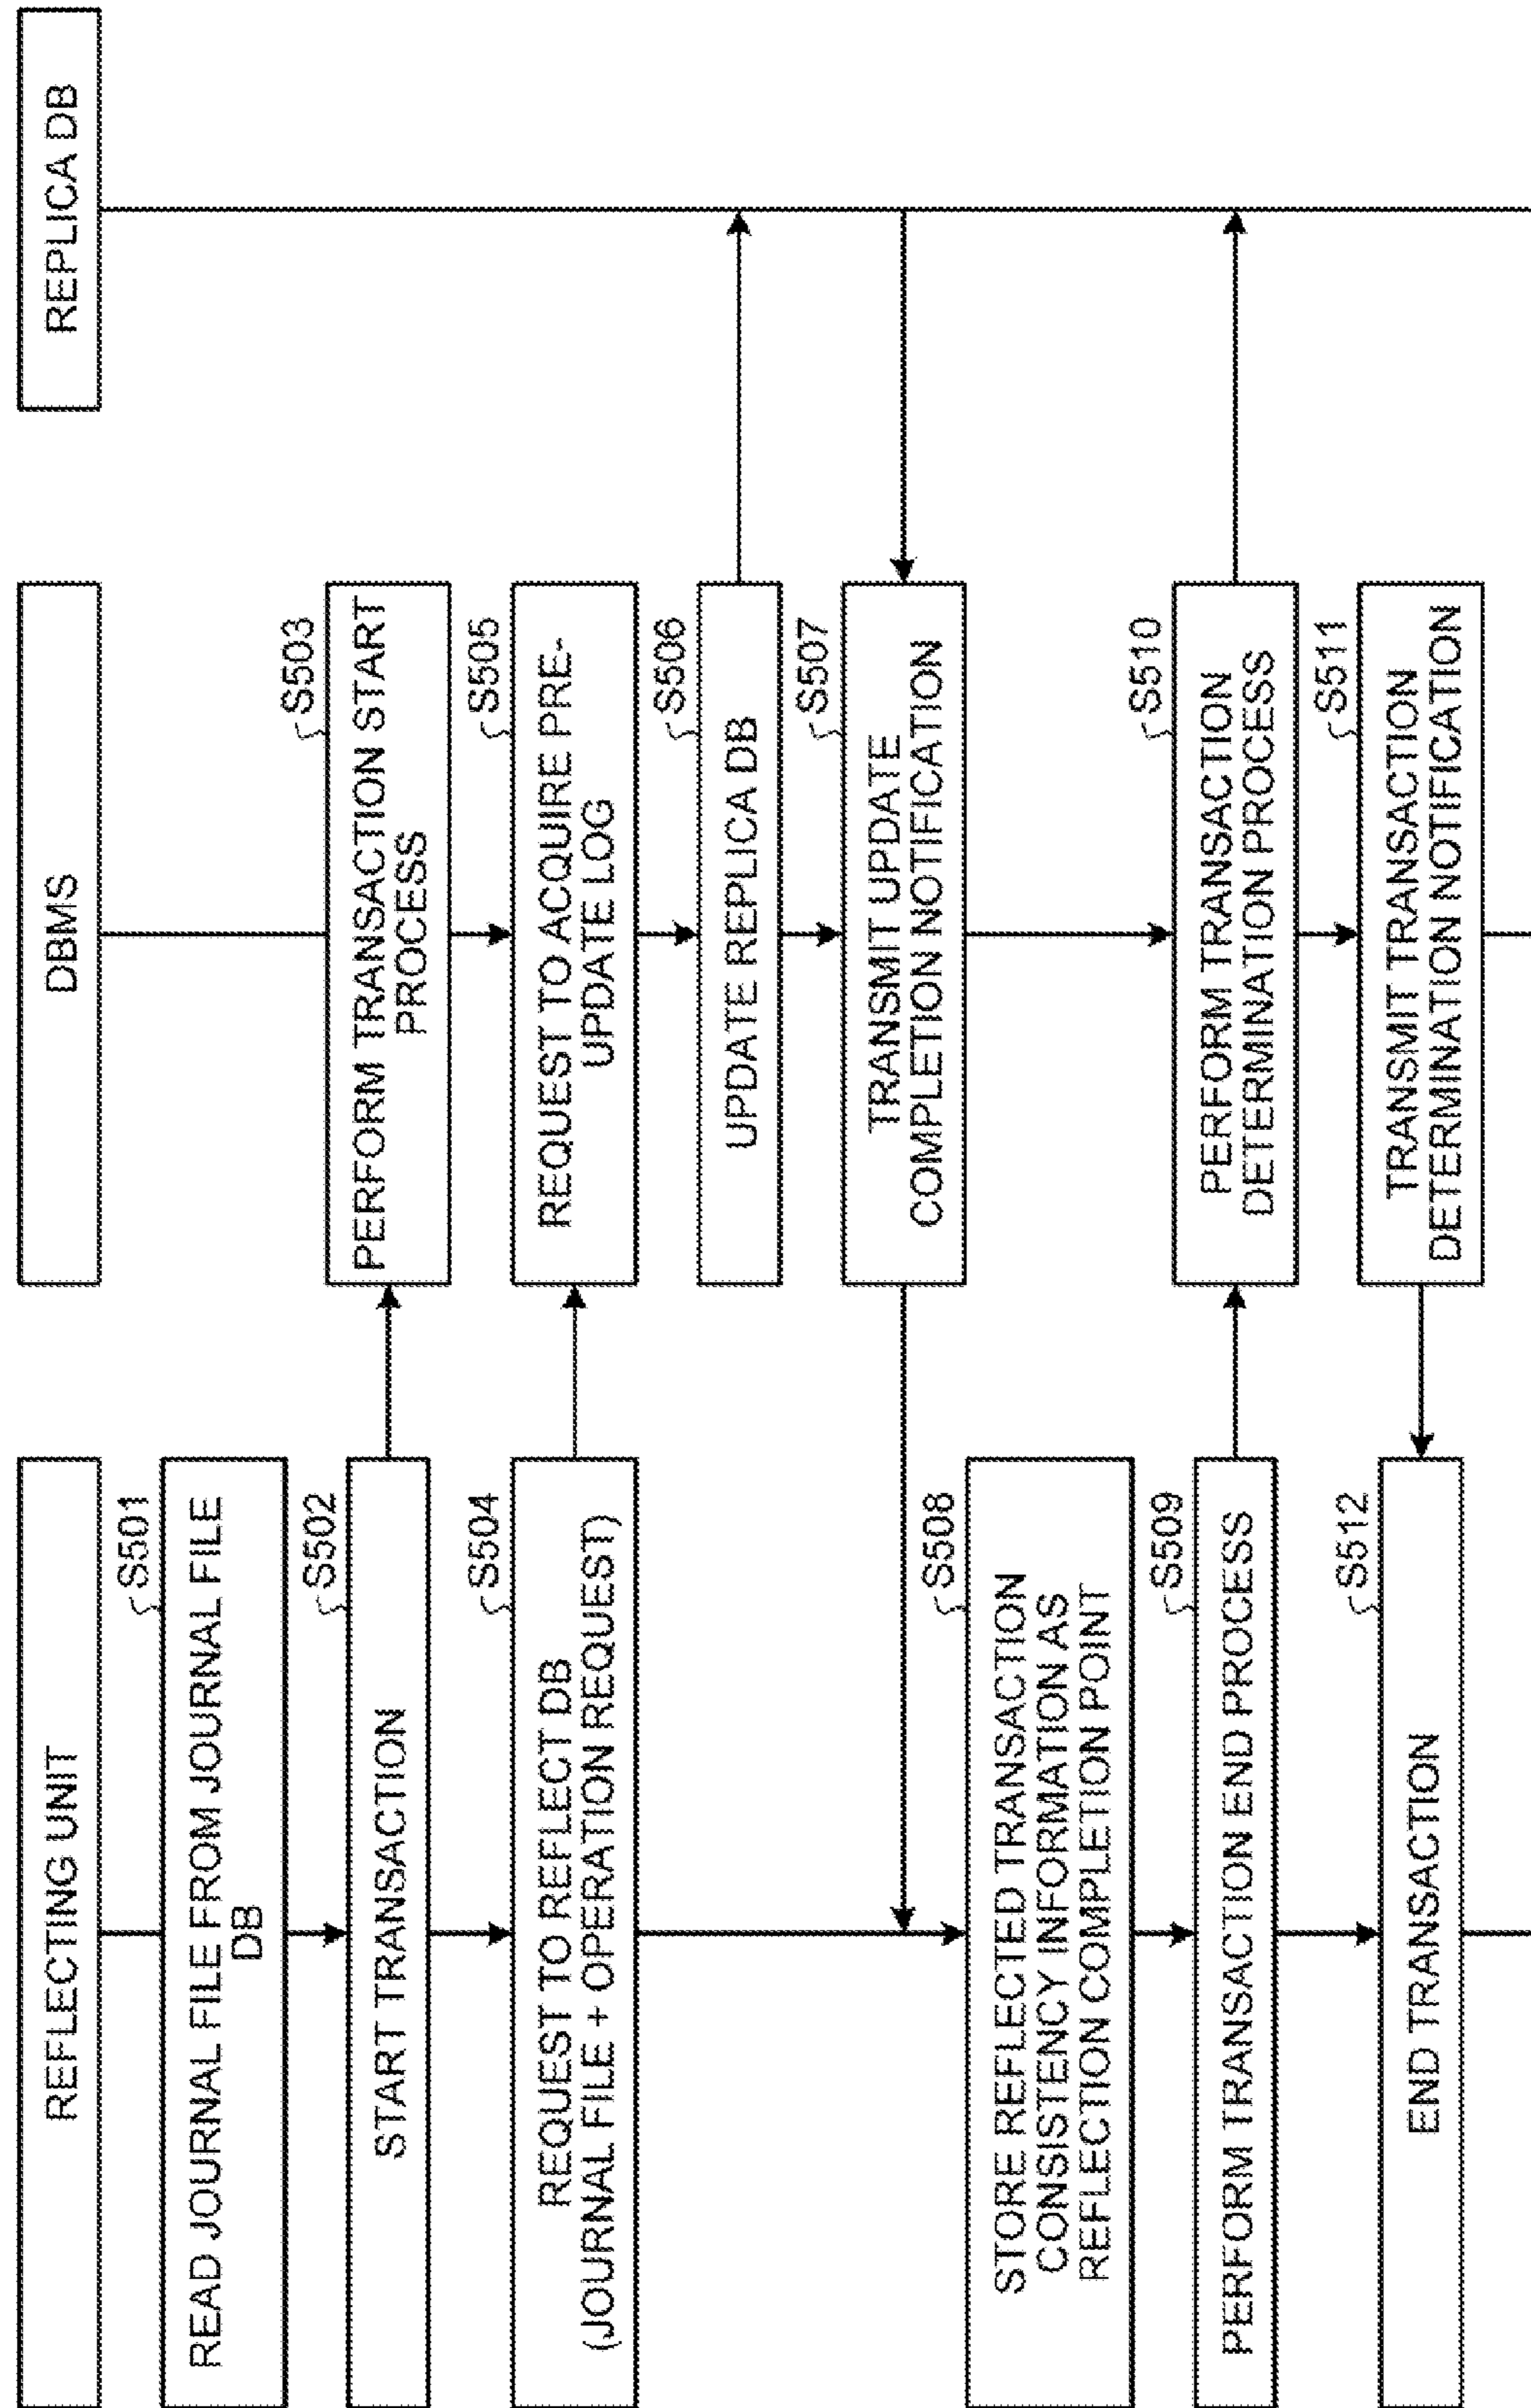 REFLECTING UNIT
DBMS
REPLICA DB
S501
READ JOURNAL FILE FROM JOURNAL FILE
DB
S502
START TRANSACTION
S503
PERFORM TRANSACTION START
PROCESS
S504
REQUEST TO REFLECT DB
(JOURNAL FILE + OPERATION REQUEST)
S505
REQUEST TO ACQUIRE PRE-
UPDATE LOG
S506
UPDATE REPLICA DB
S507
TRANSMIT UPDATE
COMPLETION NOTIFICATION
S508
STORE REFLECTED TRANSACTION
CONSISTENCY INFORMATION AS
REFLECTION COMPLETION POINT
S509
PERFORM TRANSACTION END PROCESS
S510
PERFORM TRANSACTION
DETERMINATION PROCESS
S511
TRANSMIT TRANSACTION
DETERMINATION NOTIFICATION
S512
END TRANSACTION